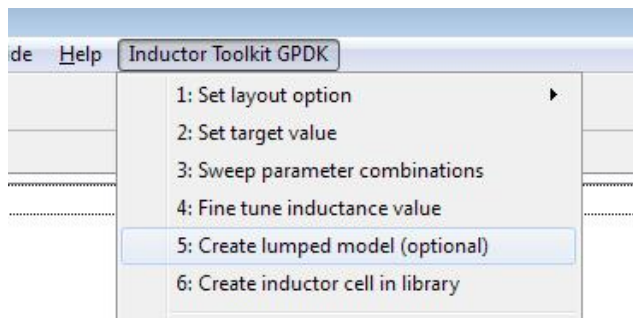 de Help Inductor Toolkit GPDK
1: Set layout option
2: Set target value
3: Sweep parameter combinations
4: Fine tune inductance value
5: Create lumped model (optional)
6: Create inductor cell in library